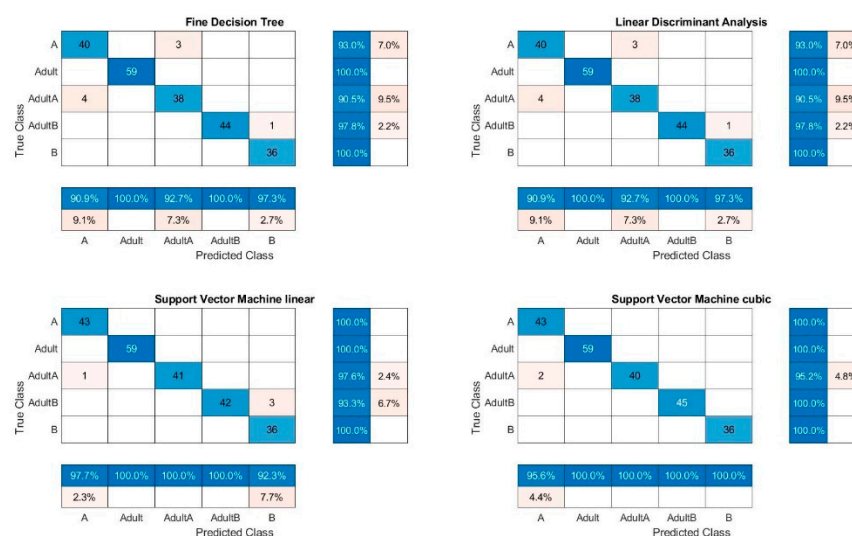 Fine Decision Tree
A 40 3 93.0% 7.0%
Adult 59 100.0%
AdultA 4 38 90.5% 9.5%
AdultB 44 1 97.8% 2.2%
B 36 100.0%
True Class
90.9% 100.0% 92.7% 100.0% 97.3%
9.1% 7.3% 2.7%
A Adult AdultA AdultB B
Predicted Class
Linear Discriminant Analysis
A 40 3 93.0% 7.0%
Adult 59 100.0%
AdultA 4 38 90.5% 9.5%
AdultB 44 1 97.8% 2.2%
B 36 100.0%
True Class
90.9% 100.0% 92.7% 100.0% 97.3%
9.1% 7.3% 2.7%
A Adult AdultA AdultB B
Predicted Class
Support Vector Machine linear
A 43 100.0%
Adult 59 100.0%
AdultA 1 41 97.6% 2.4%
AdultB 42 3 93.3% 6.7%
B 36 100.0%
True Class
97.7% 100.0% 100.0% 100.0% 92.3%
2.3% 7.7%
A Adult AdultA AdultB B
Predicted Class
Support Vector Machine cubic
A 43 100.0%
Adult 59 100.0%
AdultA 2 40 95.2% 4.8%
AdultB 45 100.0%
B 36 100.0%
True Class
95.6% 100.0% 100.0% 100.0% 100.0%
4.4%
A Adult AdultA AdultB B
Predicted Class